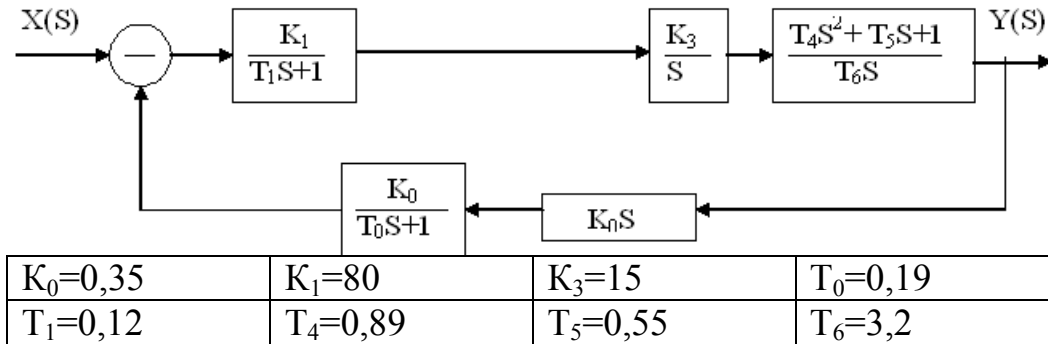 X(S)
K₁
T₁S+1
K₃
S
T₄S²+T₅S+1
T₆S
Y(S)
K₀
T₀S+1
K₀S
К₀=0,35 К₁=80 К₃=15 Т₀=0,19
Т₁=0,12 Т₄=0,89 Т₅=0,55 Т₆=3,2